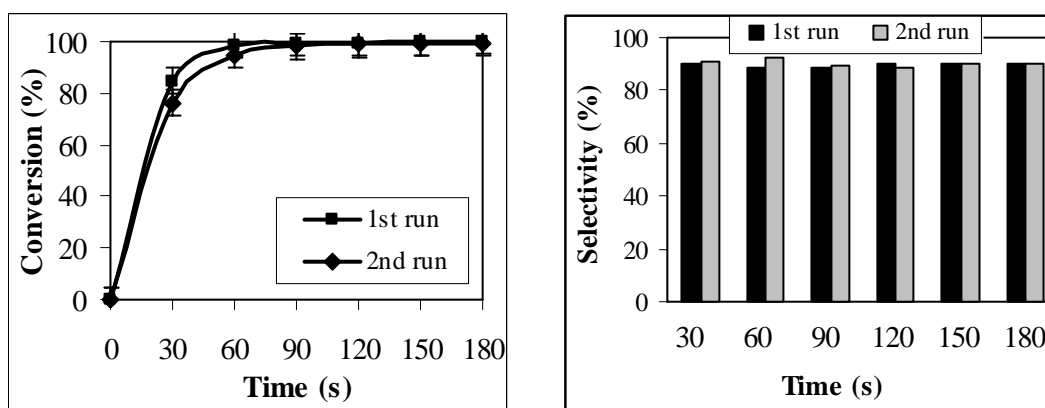 Conversion (%)
100
80
60
40
20
0
1st run
2nd run
0 30 60 90 120 150 180
Time (s)
Selectivity (%)
1st run 2nd run
100
80
60
40
20
0
30 60 90 120 150 180
Time (s)